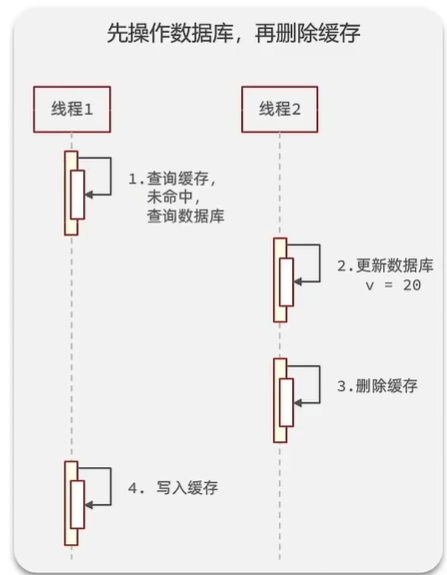 先操作数据库，再删除缓存
线程1
线程2
1.查询缓存，
未命中，
查询数据库
2.更新数据库
v = 20
3.删除缓存
4. 写入缓存